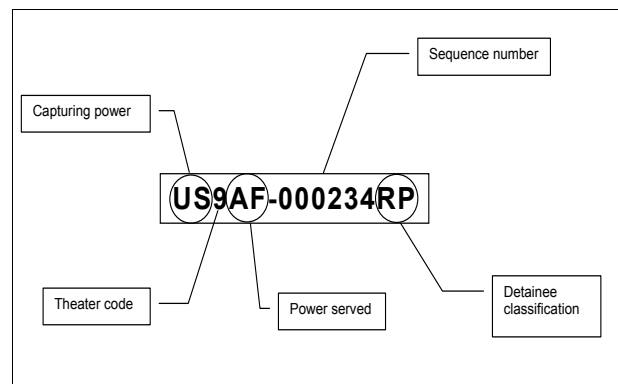 Sequence number
Capturing power
US9AF-000234RP
Theater code
Power served
Detainee
classification